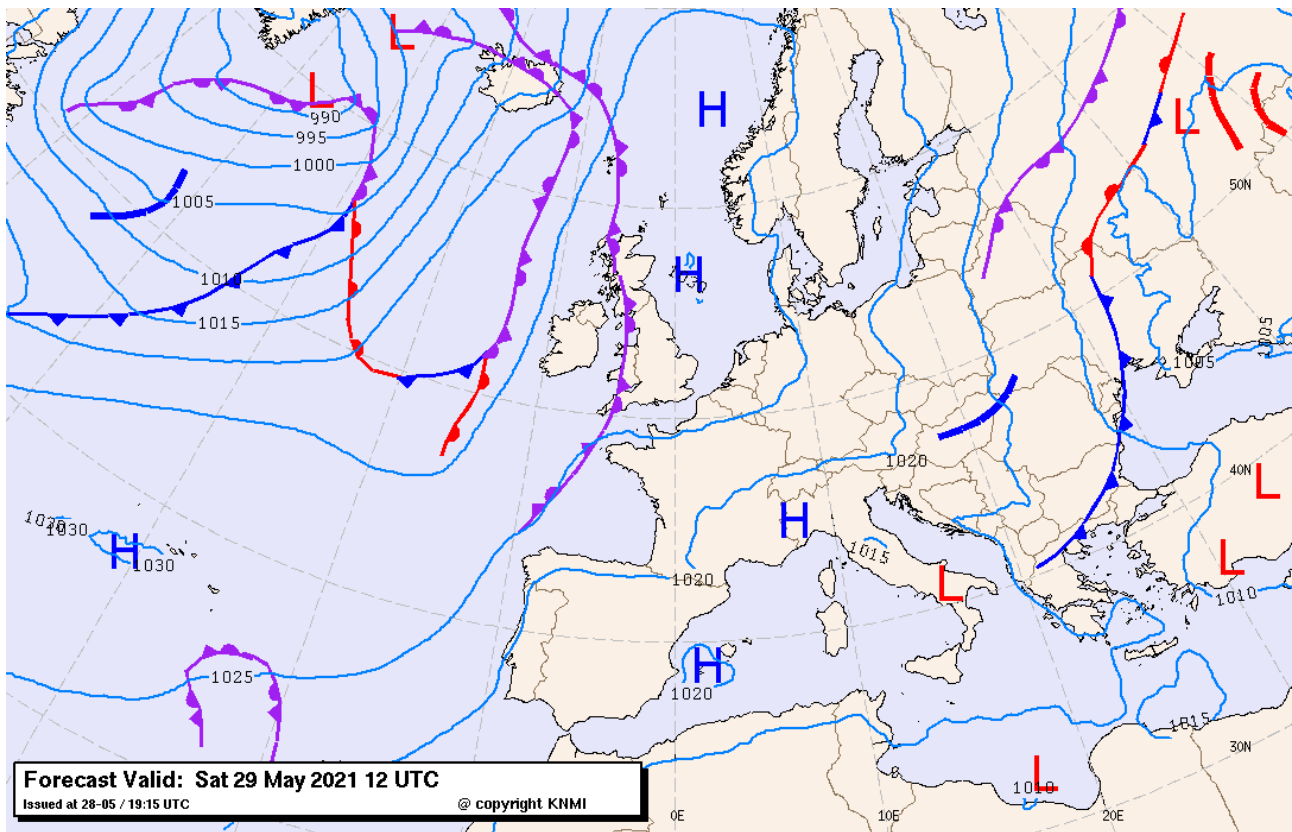 L
L
H
990
995
1000
1005
1010
1015
L
50N
H
1005
1005
1020
40N
L
1030
1030
H
1030
H
1015
1020
L
L
1010
1025
H
1020
1015
30N
L
1010
Forecast Valid: Sat 29 May 2021 12 UTC
Issued at 28-05 / 19:15 UTC @ copyright KNMI
0E
10E
20E